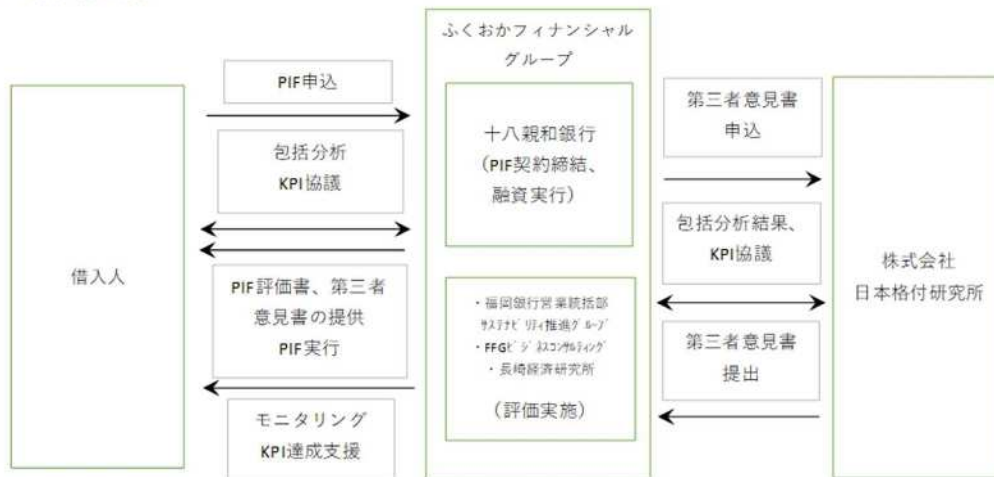 借入人
PIF申込
包括分析
KPI協議
PIF評価書、第三者
意見書の提供
PIF実行
モニタリング
KPI達成支援
ふくおかフィナンシャル
グループ
十八親和銀行
(PIF契約締結、
融資実行)
・福岡銀行営業統括部
ｻｽﾃﾅﾋﾞﾘﾃｨ推進ｸﾞﾙｰﾌﾟ
・FFGﾋﾞｼﾞﾈｽｺﾝｻﾙﾃｨﾝｸﾞ
・長崎経済研究所
(評価実施)
第三者意見書
申込
包括分析結果、
KPI協議
第三者意見書
提出
株式会社
日本格付研究所